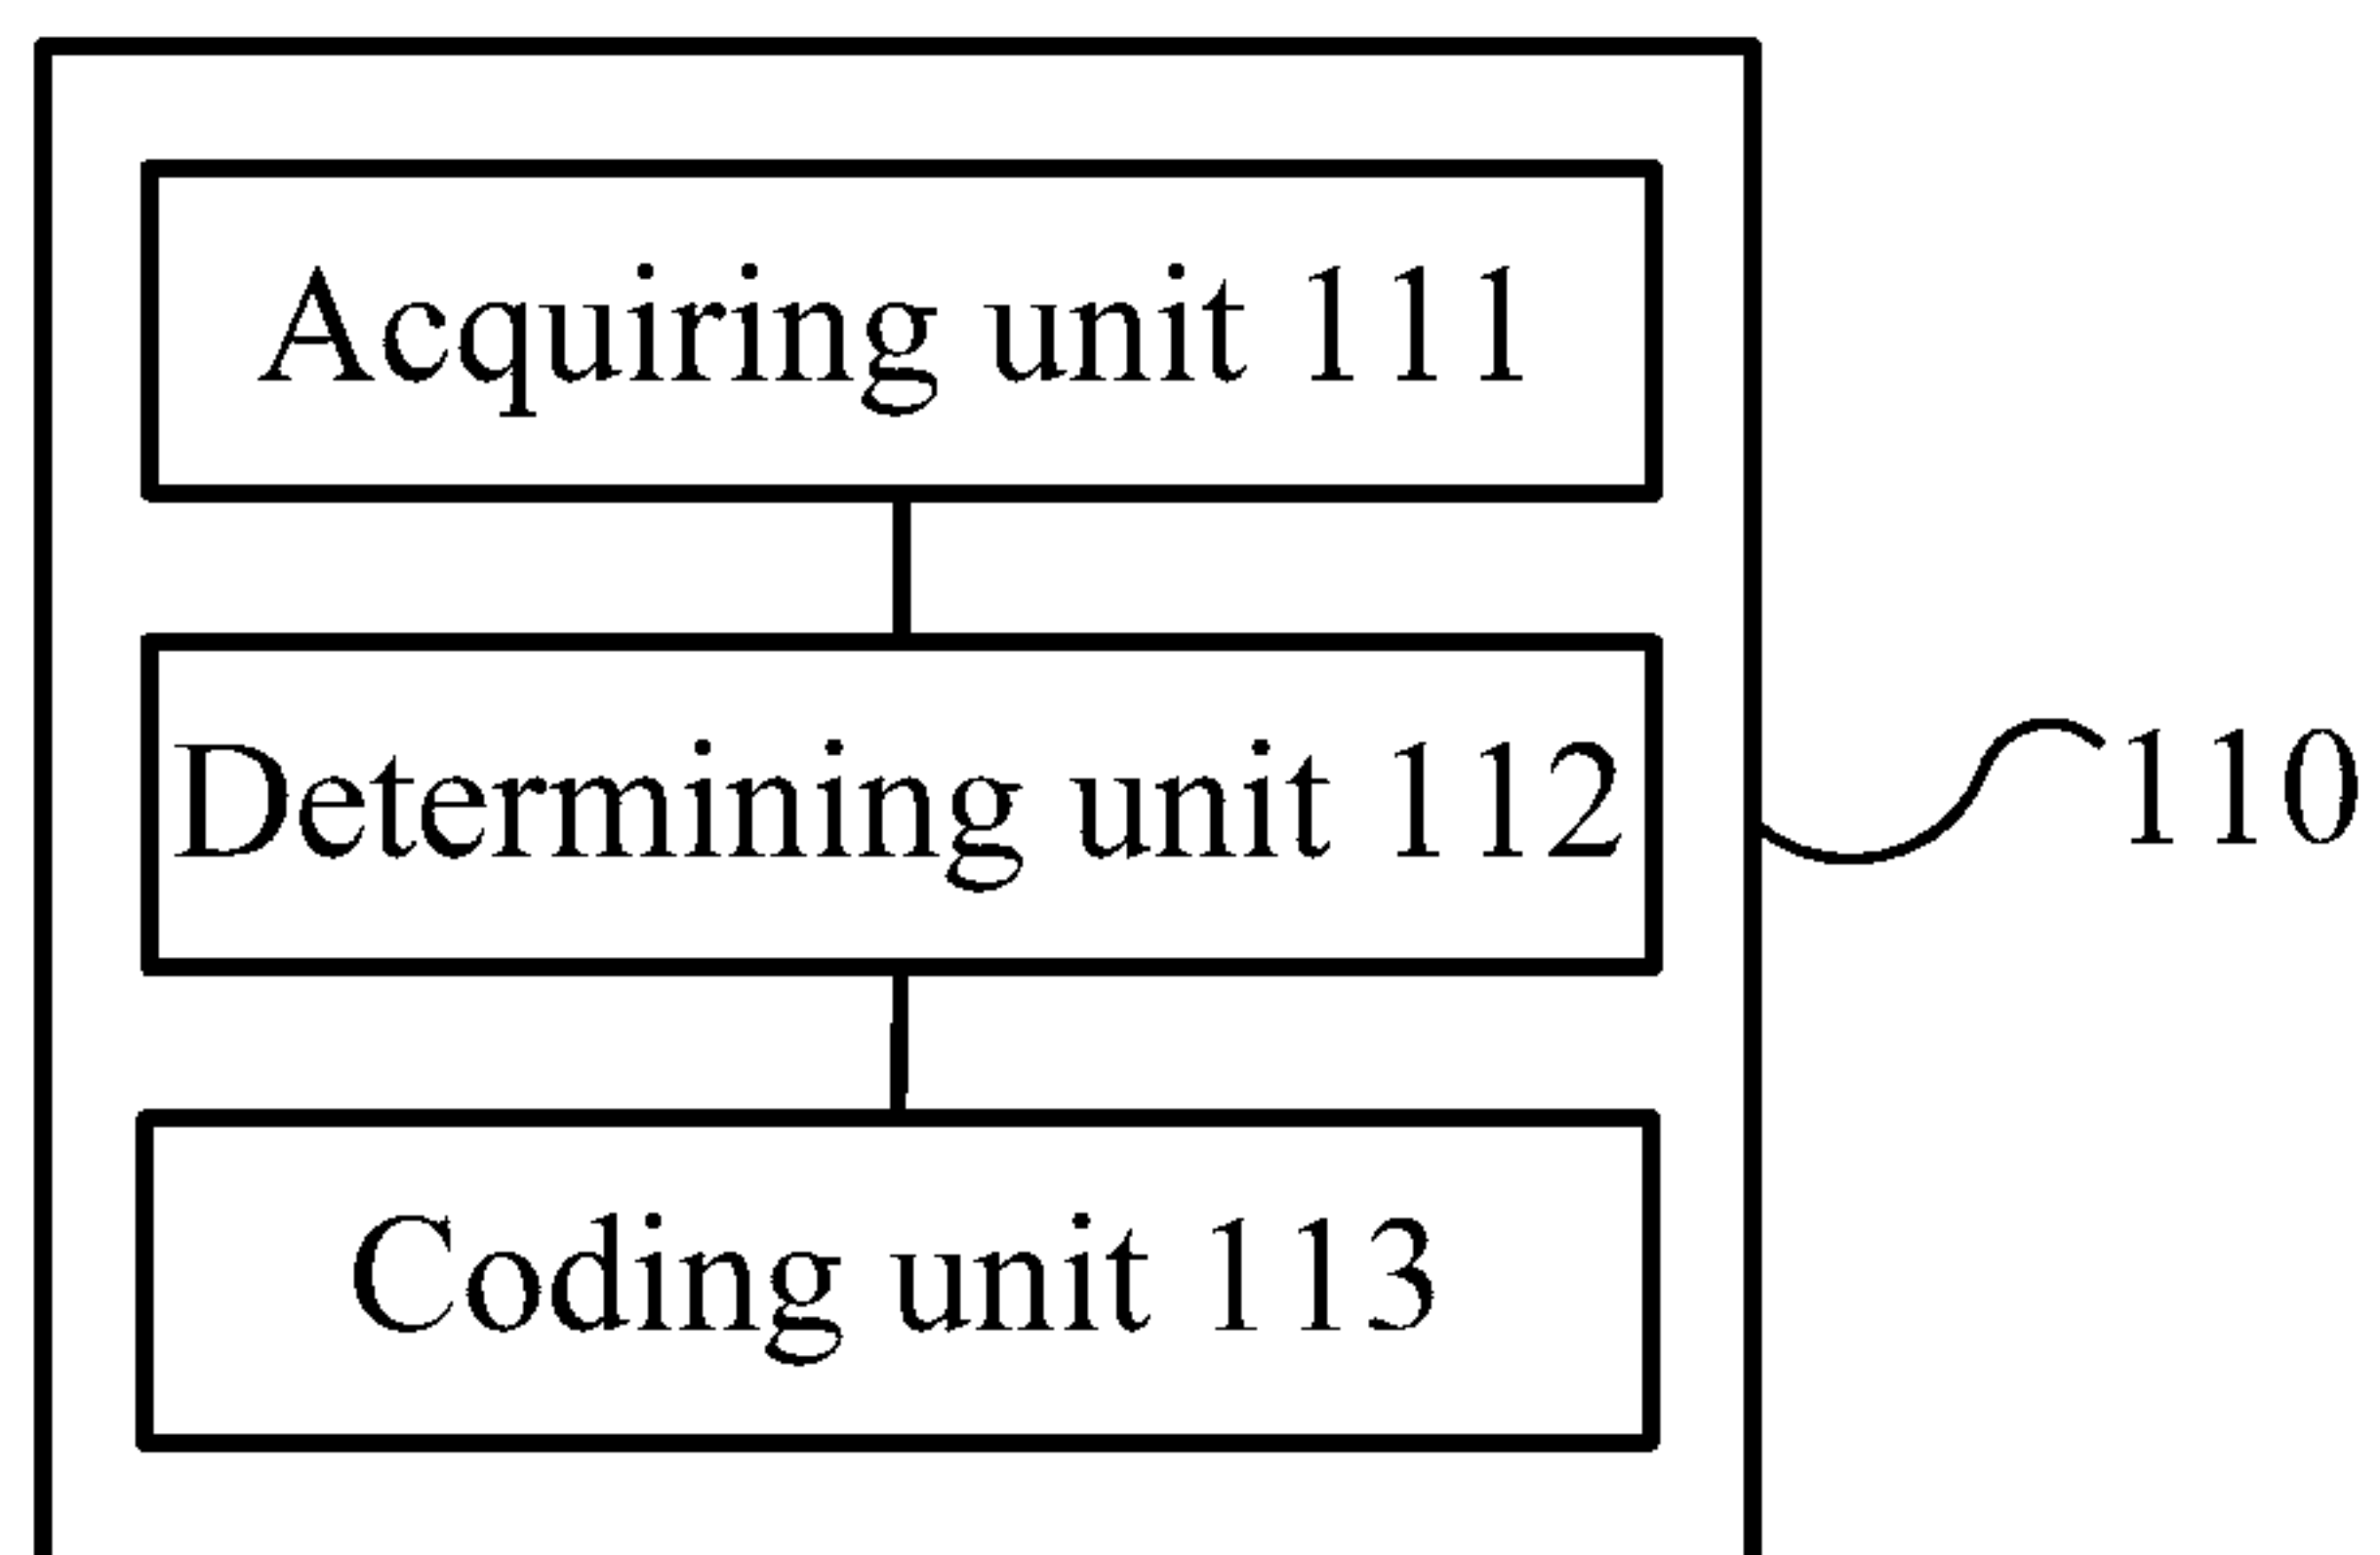 Acquiring unit 111
Determining unit 112
110
Coding unit 113